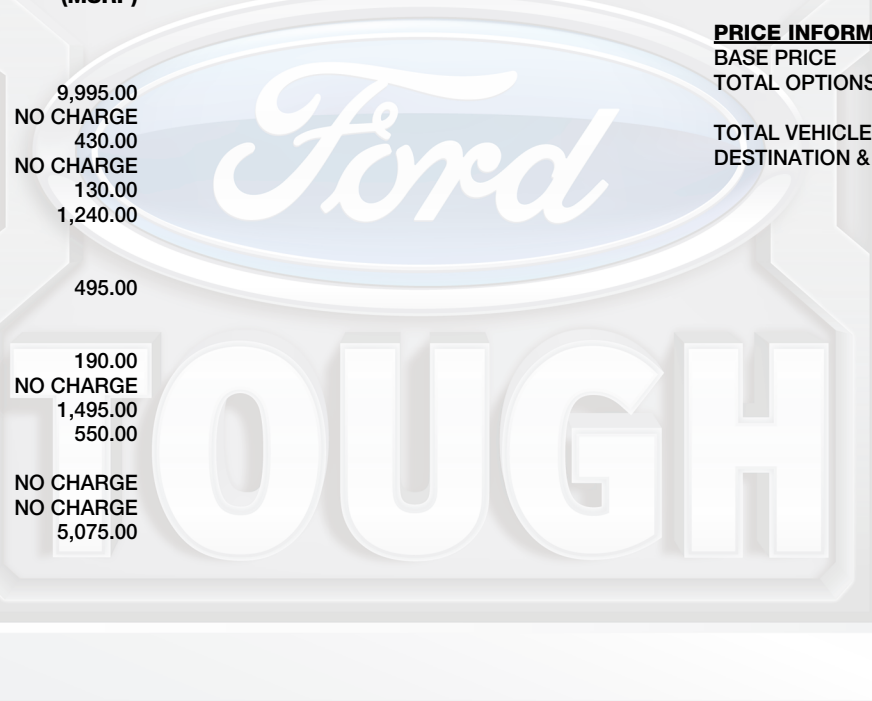 (MSRP)
9,995.00
NO CHARGE
430.00
NO CHARGE
130.00
1,240.00
495.00
190.00
NO CHARGE
1,495.00
550.00
NO CHARGE
NO CHARGE
5,075.00
PRICE INFORM
BASE PRICE
TOTAL OPTIONS
TOTAL VEHICLE
DESTINATION &
Ford
TOUGH